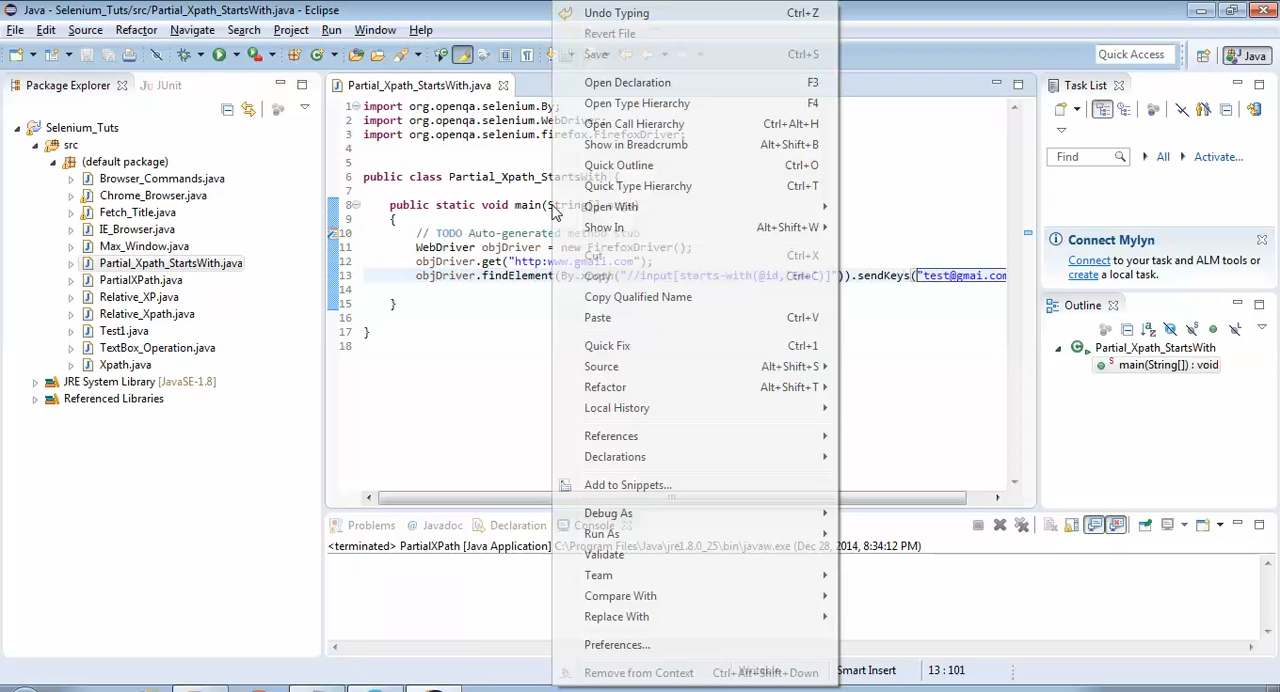 Java - Selenium_Tuts/src/Partial_Xpath_StartsWith.java - Eclipse
File Edit Source Refactor Navigate Search Project Run Window Help
Quick Access Java
Package Explorer JUnit
Selenium_Tuts
src
(default package)
Browser_Commands.java
Chrome_Browser.java
Fetch_Title.java
IE_Browser.java
Max_Window.java
Partial_Xpath_StartsWith.java
PartialXPath.java
Relative_XP.java
Relative_Xpath.java
Test1.java
TextBox_Operation.java
Xpath.java
JRE System Library [JavaSE-1.8]
Referenced Libraries
Partial_Xpath_StartsWith.java
1 import org.openqa.selenium.By;
2 import org.openqa.selenium.WebDriver;
3 import org.openqa.selenium.firefox.FirefoxDriver;
4
5
6 public class Partial_Xpath_StartsWith {
7
8 public static void main(String[]
9 {
10 // TODO Auto-generated method stub
11 WebDriver objDriver = new FirefoxDriver();
12 objDriver.get("http:www.gmail.com");
13 objDriver.findElement(By.xpath("//input[starts-with(@id, )]")).sendKeys("test@gmai.com
14
15 }
16
17 }
18
Undo Typing Ctrl+Z
Revert File
Save Ctrl+S
Open Declaration F3
Open Type Hierarchy F4
Open Call Hierarchy Ctrl+Alt+H
Show in Breadcrumb Alt+Shift+B
Quick Outline Ctrl+O
Quick Type Hierarchy Ctrl+T
Open With
Show In Alt+Shift+W
Cut Ctrl+X
Copy Ctrl+C
Copy Qualified Name
Paste Ctrl+V
Quick Fix Ctrl+1
Source Alt+Shift+S
Refactor Alt+Shift+T
Local History
References
Declarations
Add to Snippets...
Debug As
Run As
Validate
Team
Compare With
Replace With
Preferences...
Remove from Context Ctrl+Alt+Shift+Down
Task List
Find All Activate...
Connect Mylyn
Connect to your task and ALM tools or
create a local task.
Outline
Partial_Xpath_StartsWith
main(String[]) : void
Problems Javadoc Declaration Console
<terminated> PartialXPath [Java Application] C:\Program Files\Java\jre1.8.0_25\bin\javaw.exe (Dec 28, 2014, 8:34:12 PM)
Writable Smart Insert 13 : 101